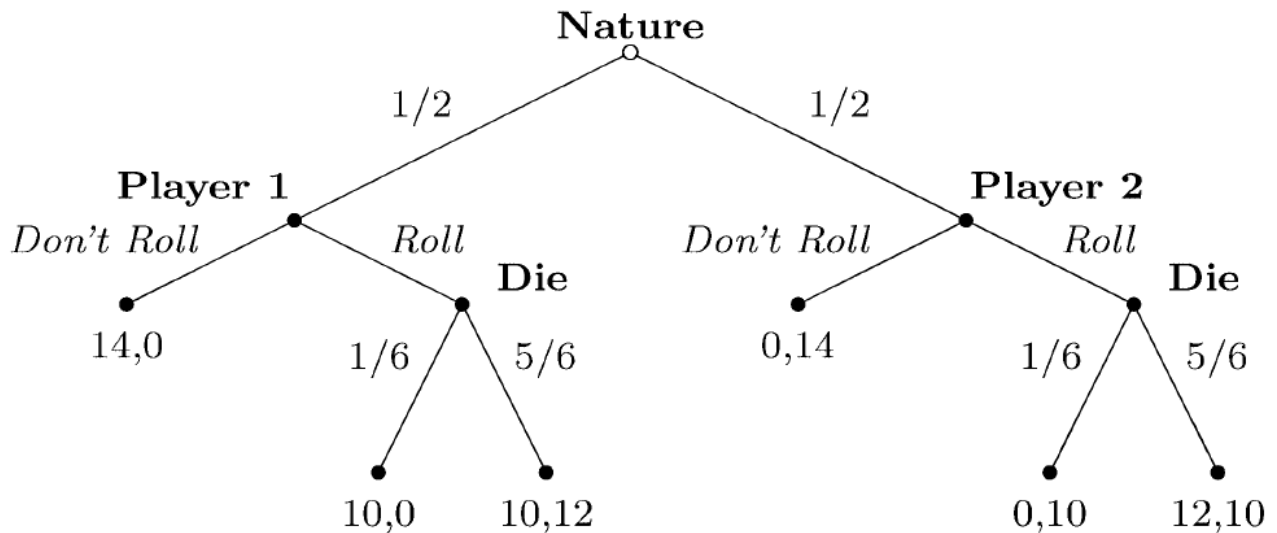 Nature
1/2 1/2
Player 1 Player 2
Don't Roll Roll Don't Roll Roll
Die Die
14,0 0,14
1/6 5/6 1/6 5/6
10,0 10,12 0,10 12,10